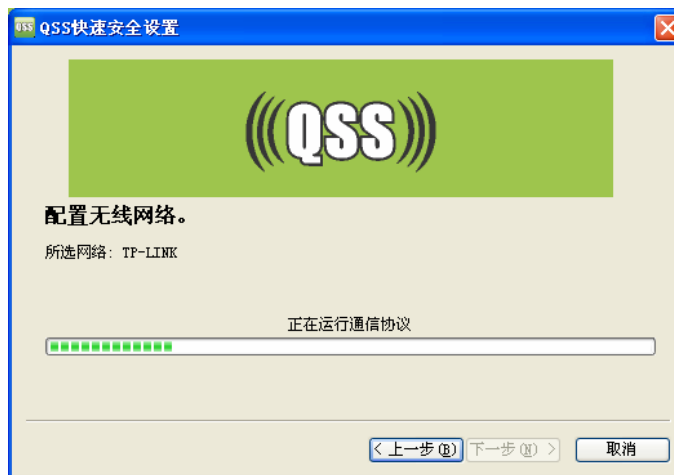 QSS QSS快速安全设置
(((QSS)))
配置无线网络。
所选网络: TP-LINK
正在运行通信协议
< 上一步(B) 下一步(N) > 取消